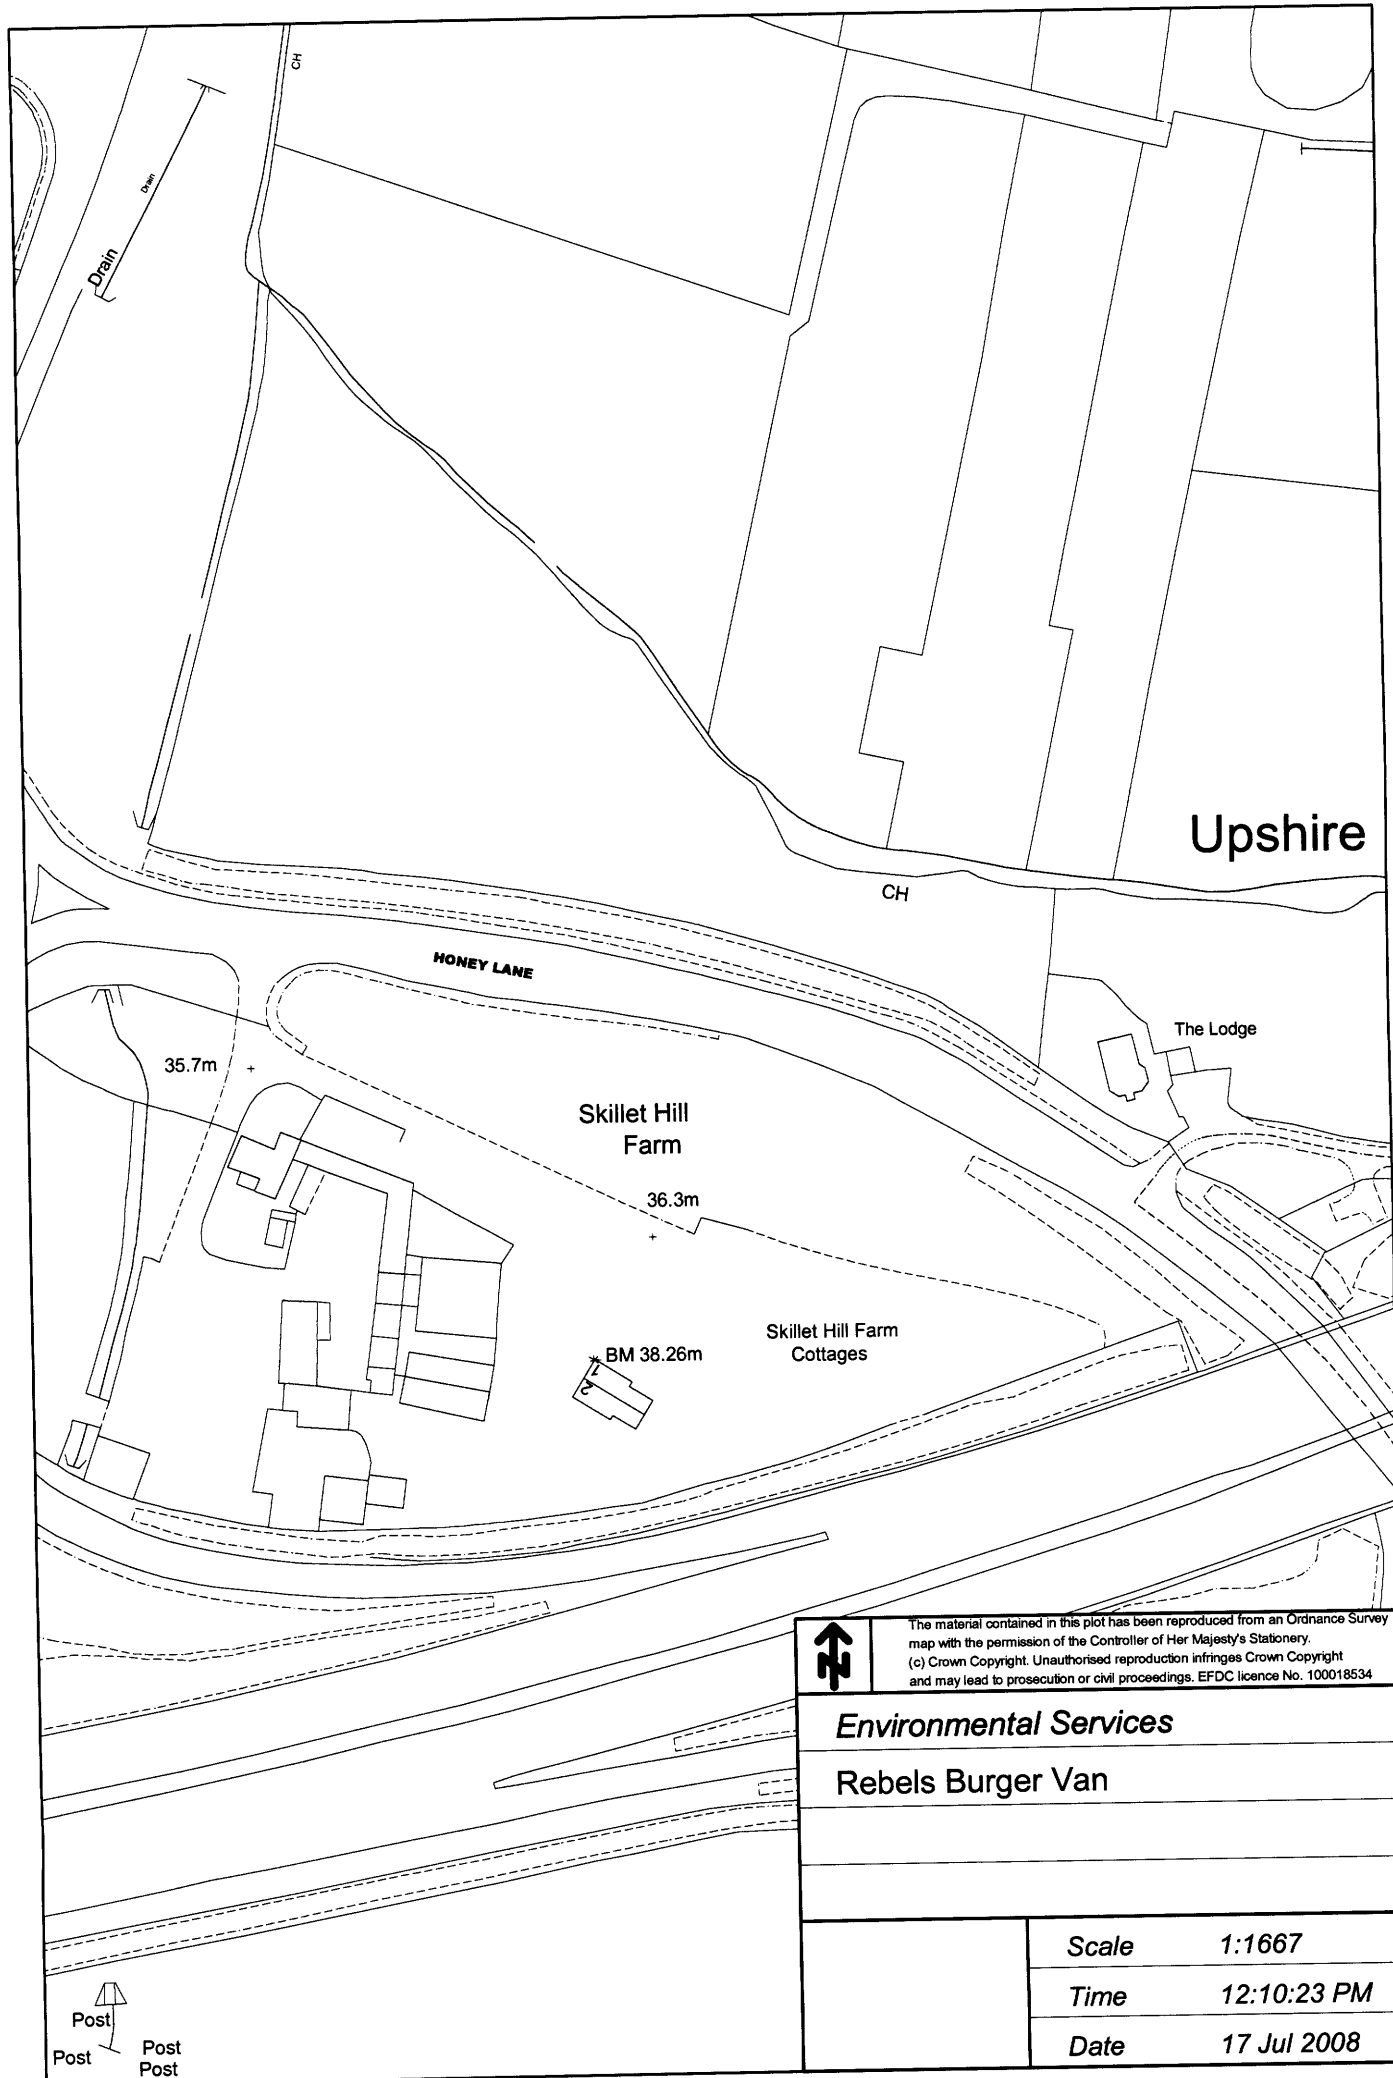 CH
Drain
Drain
Upshire
CH
HONEY LANE
The Lodge
35.7m
Skillet Hill
Farm
36.3m
Skillet Hill Farm
Cottages
BM 38.26m
1
2
The material contained in this plot has been reproduced from an Ordnance Survey
map with the permission of the Controller of Her Majesty's Stationery.
(c) Crown Copyright. Unauthorised reproduction infringes Crown Copyright
and may lead to prosecution or civil proceedings. EFDC licence No. 100018534
N
Environmental Services
Rebels Burger Van
Scale 1:1667
Time 12:10:23 PM
Date 17 Jul 2008
Post
Post
Post
Post